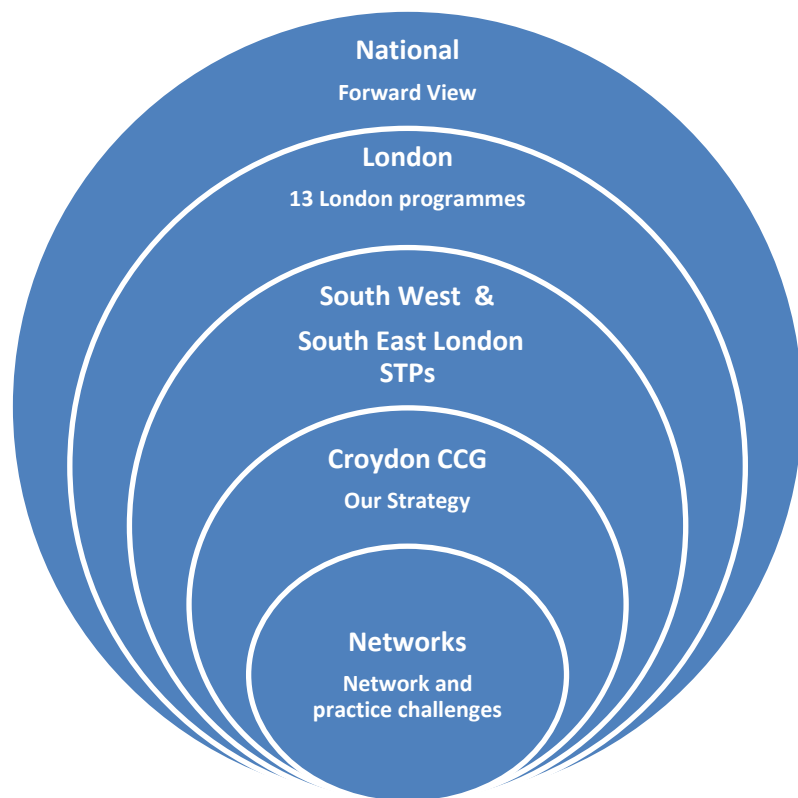 National
Forward View
London
13 London programmes
South West  &
South East London
STPs
Croydon CCG
Our Strategy
Networks
Network and
practice challenges